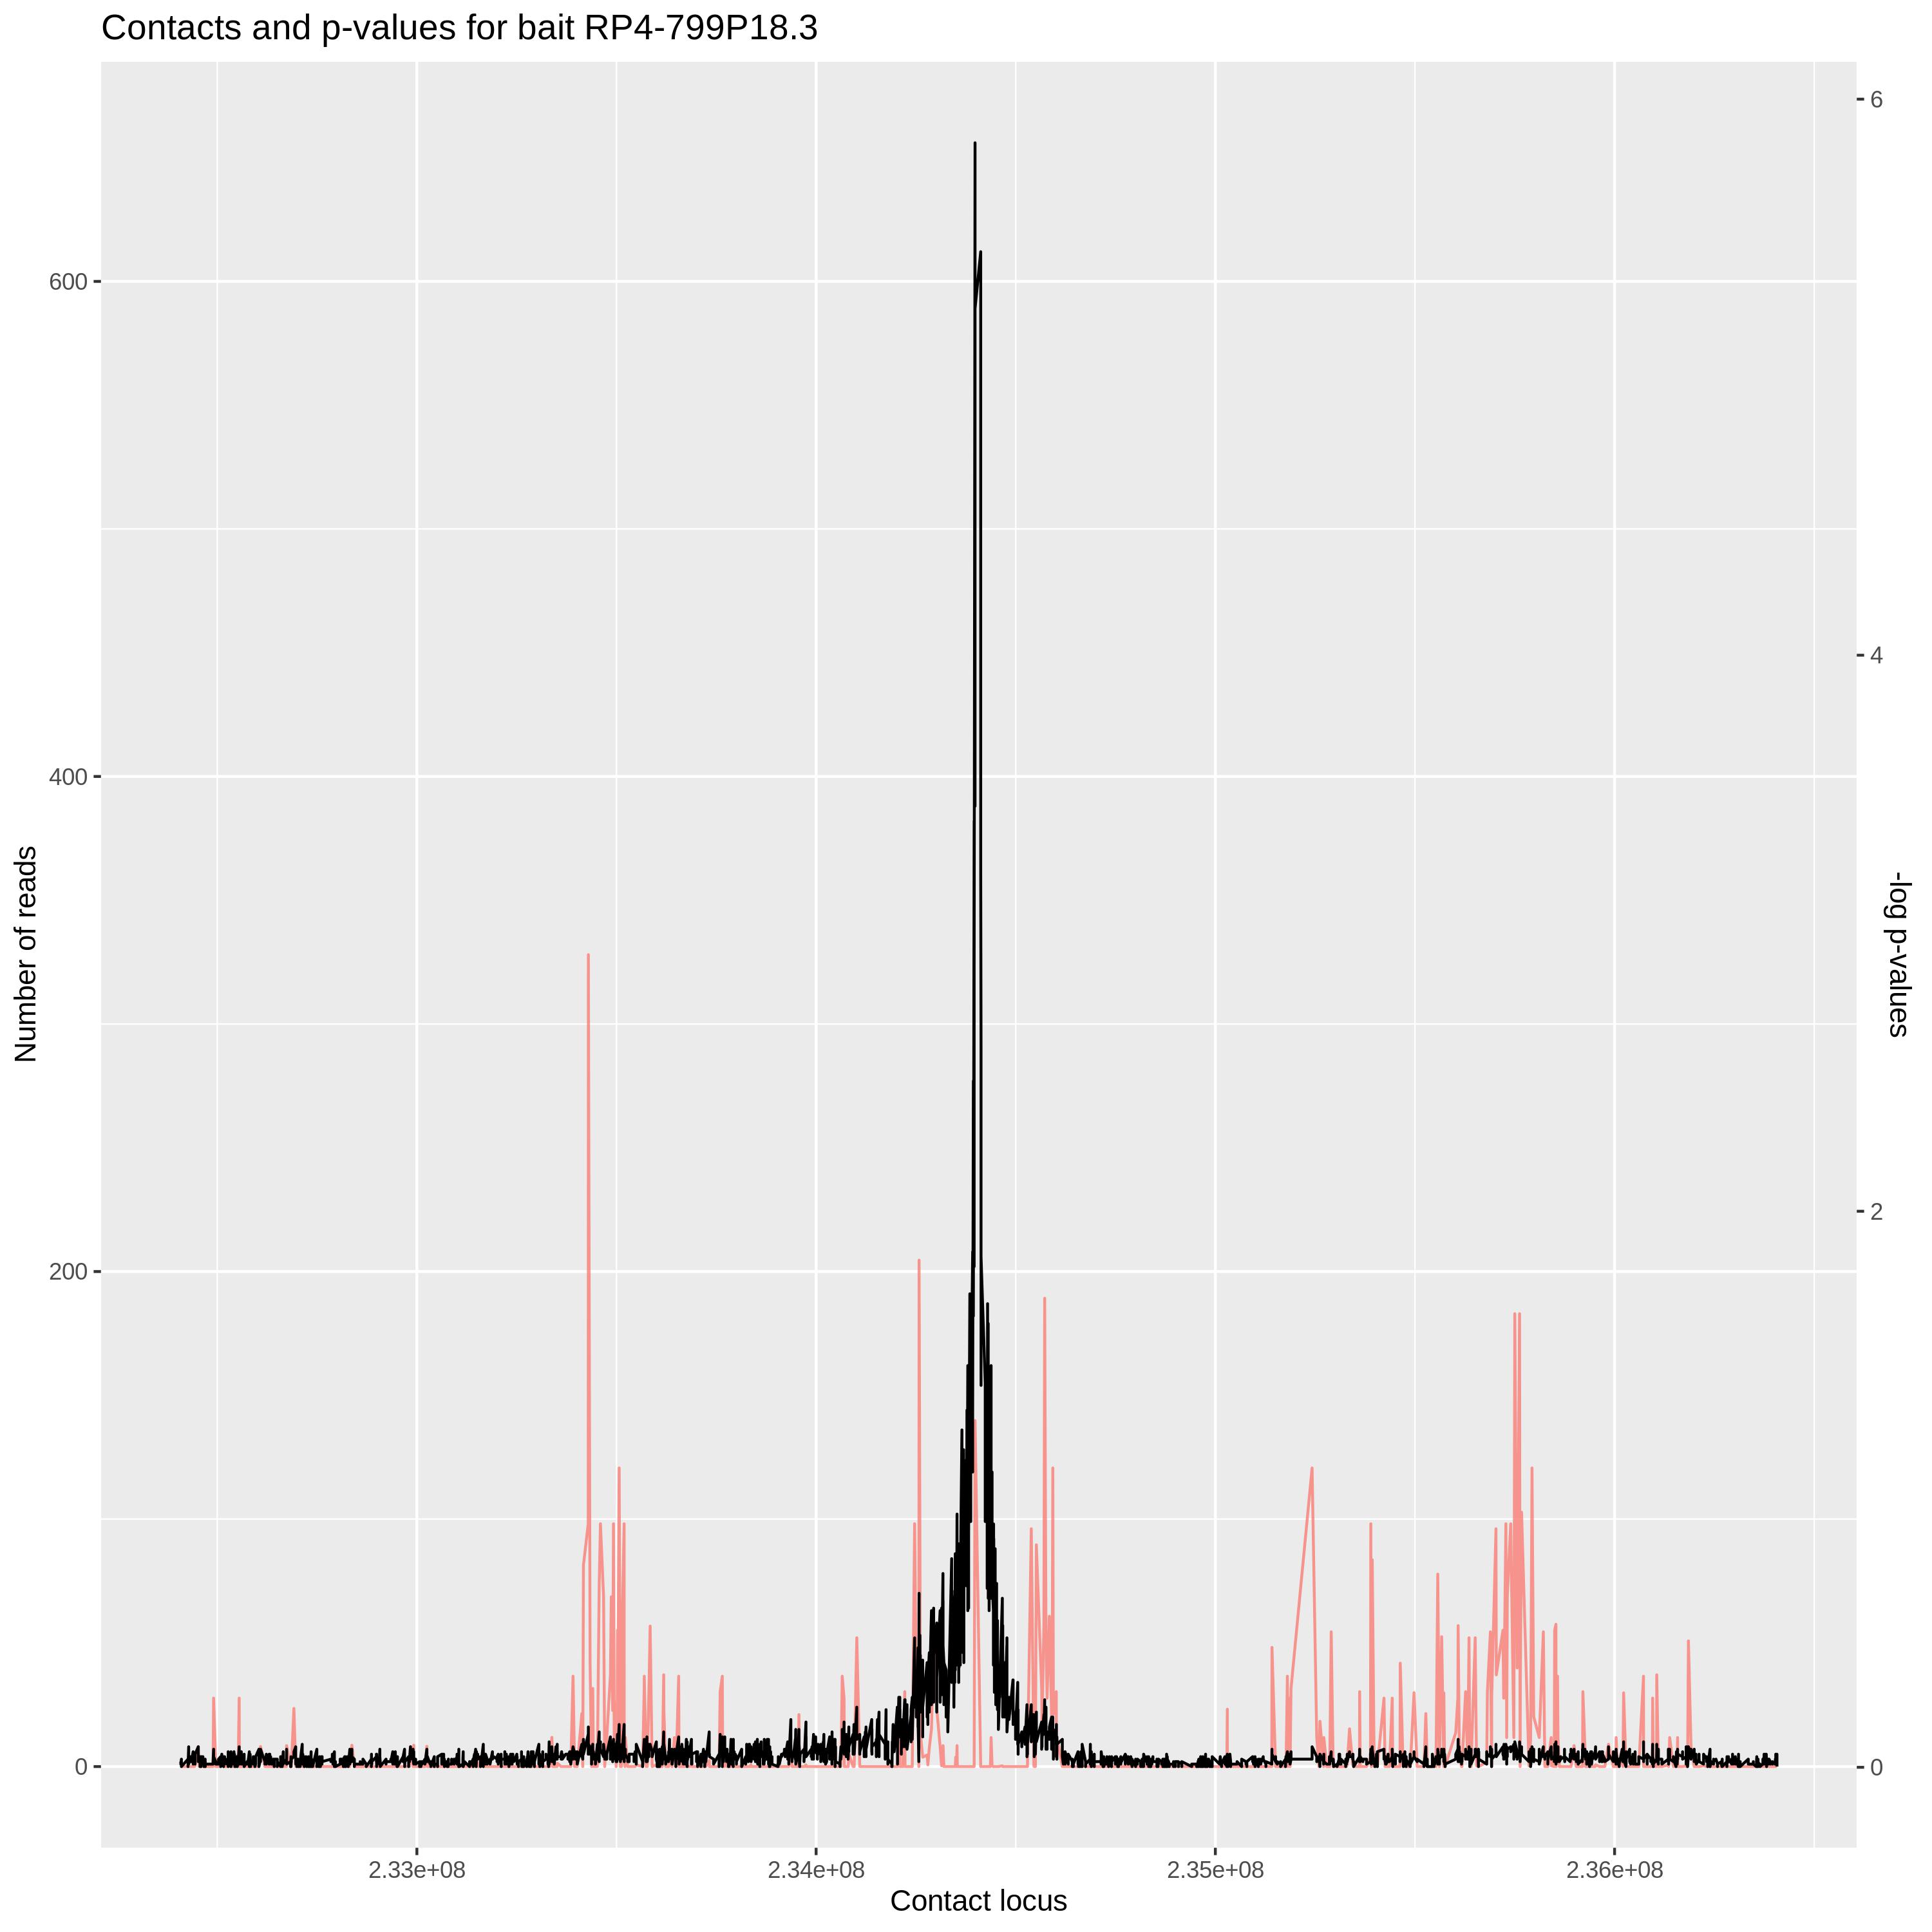 Contacts and p-values for bait RP4-799P18.3
6
600
4
400
Number of reads
-log p-values
2
200
0
0
2.33e+08
2.34e+08
2.35e+08
2.36e+08
Contact locus